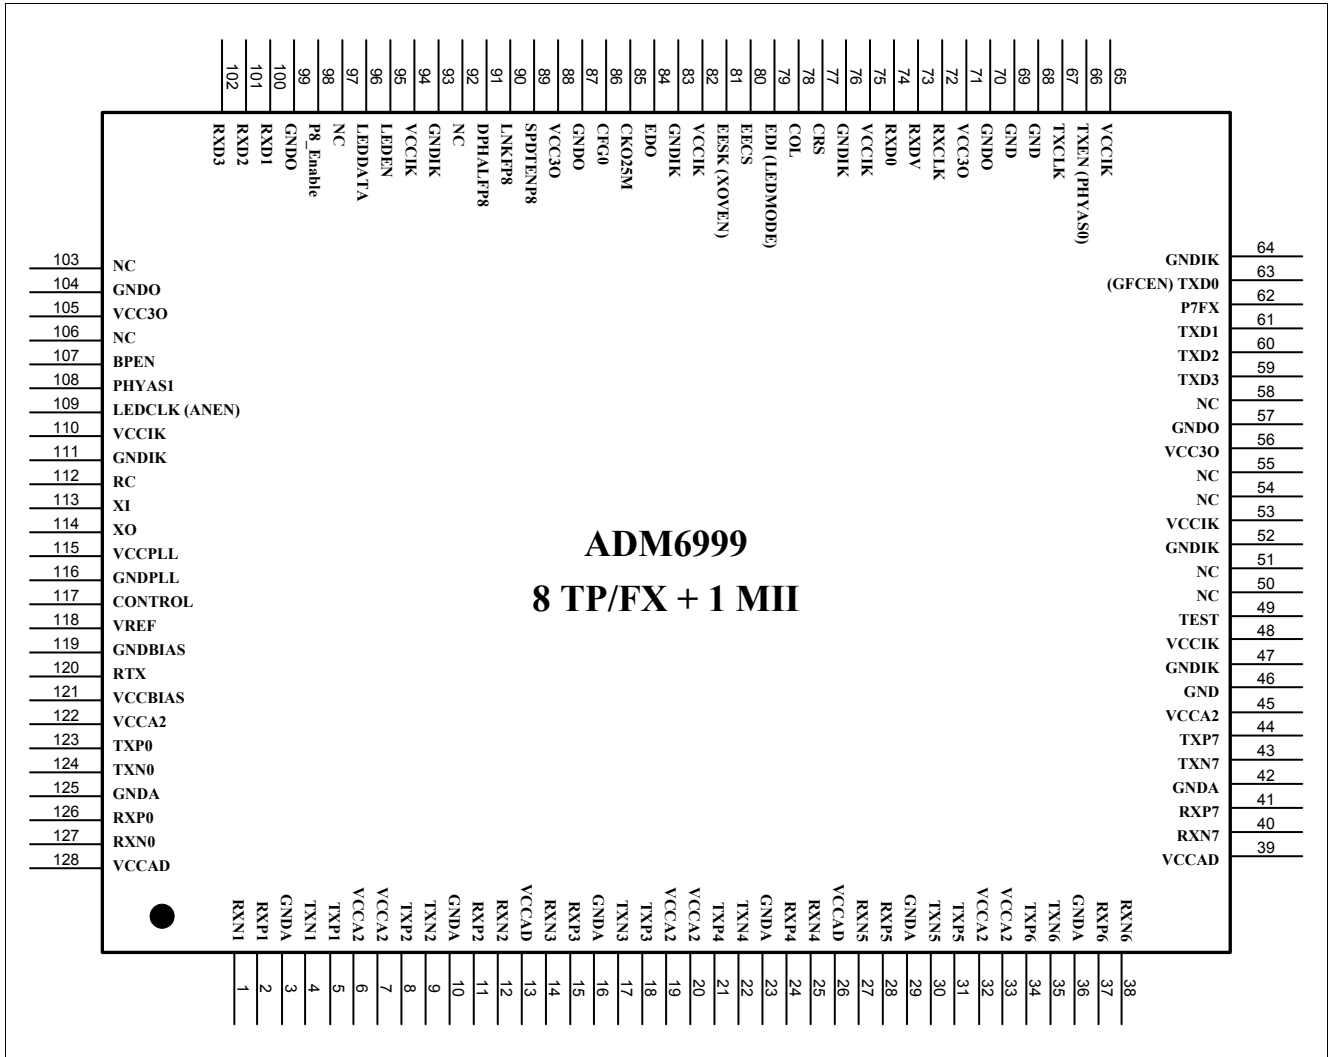 102 101 100 99 98 97 96 95 94 93 92 91 90 89 88 87 86 85 84 83 82 81 80 79 78 77 76 75 74 73 72 71 70 69 68 67 66 65
RXD3 RXD2 RXD1 GNDO P8_Enable NC LEDDATA LEDEN VCCIK GNDIK NC DPHALFP8 LNKFP8 SPDTENP8 VCC3O GNDO CFG0 CKO25M EDO GNDIK VCCIK EESK (XOVEN) EECS EDI (LEDMODE) COL CRS GNDIK VCCIK RXD0 RXDV RXCLK VCC3O GNDO GND GND TXCLK TXEN (PHYAS0) VCCIK
103 NC
104 GNDO
105 VCC3O
106 NC
107 BPEN
108 PHYAS1
109 LEDCLK (ANEN)
110 VCCIK
111 GNDIK
112 RC
113 XI
114 XO
115 VCCPLL
116 GNDPLL
117 CONTROL
118 VREF
119 GNDBIAS
120 RTX
121 VCCBIAS
122 VCCA2
123 TXP0
124 TXN0
125 GNDA
126 RXP0
127 RXN0
128 VCCAD
ADM6999
8 TP/FX + 1 MII
GNDIK 64
(GFCEN) TXD0 63
P7FX 62
TXD1 61
TXD2 60
TXD3 59
NC 58
GNDO 57
VCC3O 56
NC 55
NC 54
VCCIK 53
GNDIK 52
NC 51
NC 50
TEST 49
VCCIK 48
GNDIK 47
GND 46
VCCA2 45
TXP7 44
TXN7 43
GNDA 42
RXP7 41
RXN7 40
VCCAD 39
RXN1 RXP1 GNDA TXN1 TXP1 VCCA2 VCCA2 TXP2 TXN2 GNDA RXP2 RXN2 VCCAD RXN3 RXP3 GNDA TXN3 TXP3 VCCA2 VCCA2 TXP4 TXN4 GNDA RXP4 RXN4 VCCAD RXN5 RXP5 GNDA TXN5 TXP5 VCCA2 VCCA2 TXP6 TXN6 GNDA RXP6 RXN6
1 2 3 4 5 6 7 8 9 10 11 12 13 14 15 16 17 18 19 20 21 22 23 24 25 26 27 28 29 30 31 32 33 34 35 36 37 38